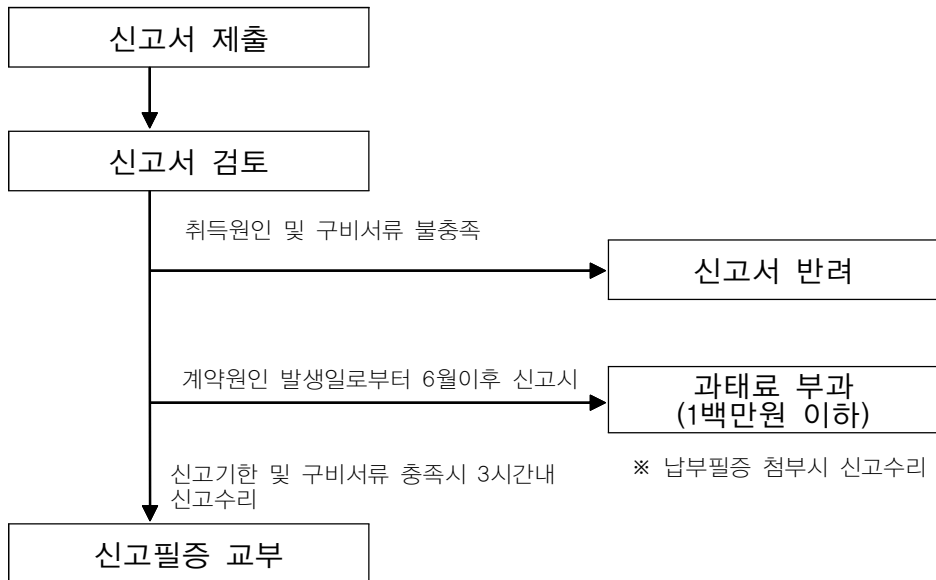 신고서 제출
신고서 검토
취득원인 및 구비서류 불충족
신고서 반려
계약원인 발생일로부터 6월이후 신고시
과태료 부과
(1백만원 이하)
※ 납부필증 첨부시 신고수리
신고기한 및 구비서류 충족시 3시간내
신고수리
신고필증 교부